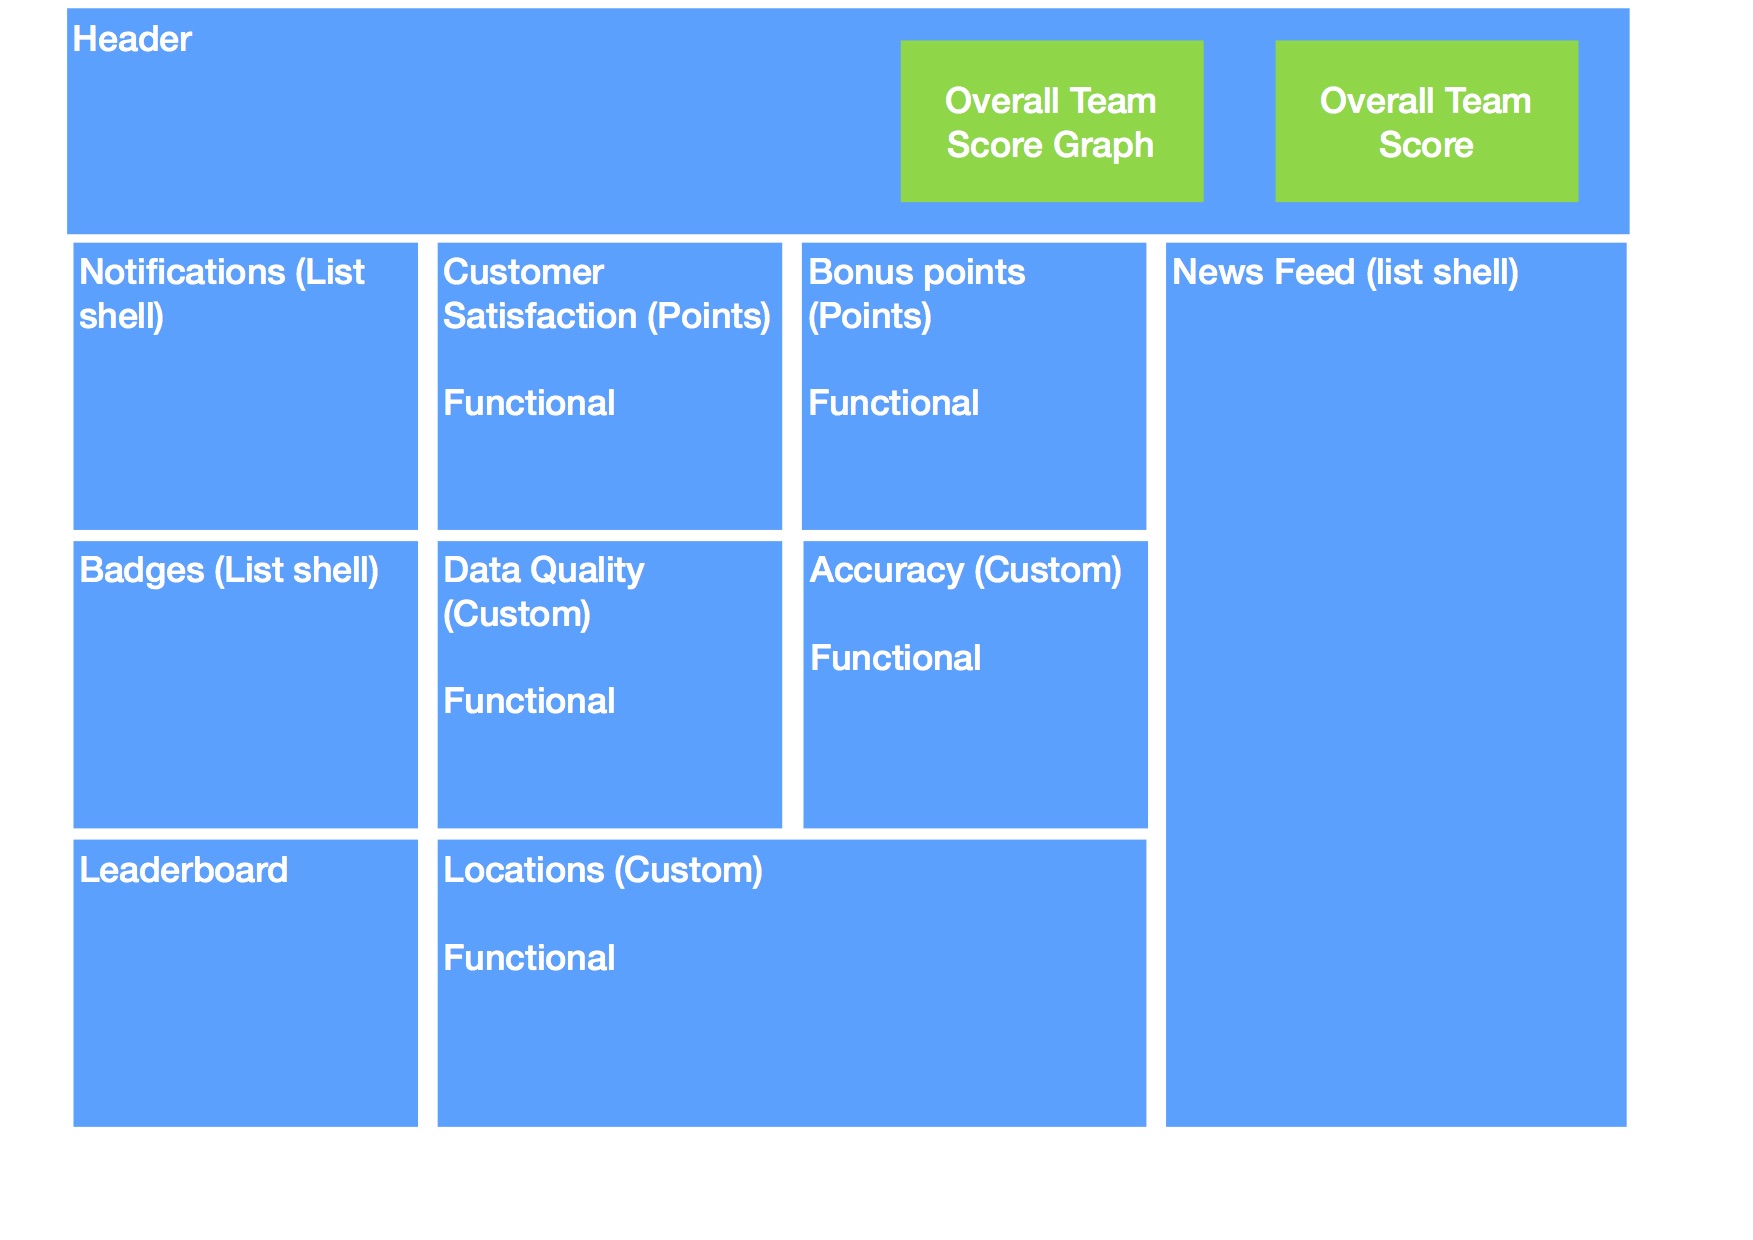 Header
Overall Team
Score Graph
Overall Team
Score
Notifications (List
shell)
Customer
Satisfaction (Points)
Functional
Bonus points
(Points)
Functional
News Feed (list shell)
Badges (List shell)
Data Quality
(Custom)
Functional
Accuracy (Custom)
Functional
Leaderboard
Locations (Custom)
Functional